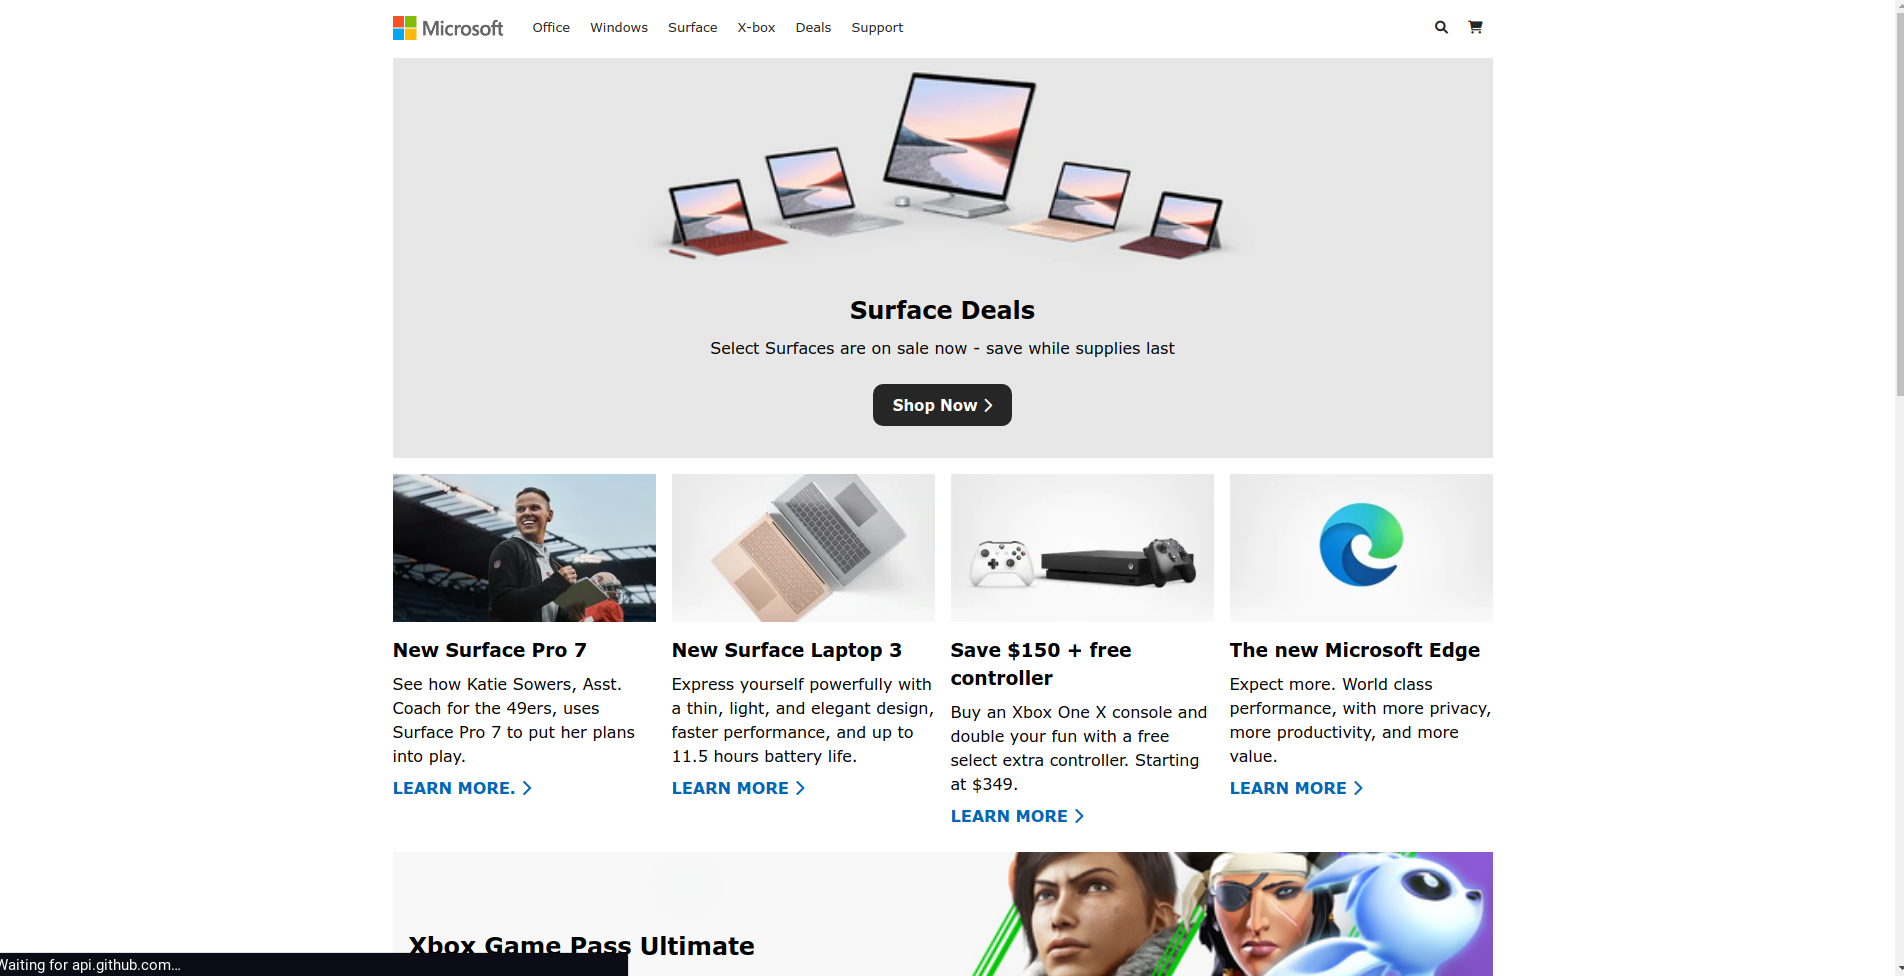 Microsoft Office Windows Surface X-box Deals Support
Surface Deals
Select Surfaces are on sale now - save while supplies last
Shop Now
New Surface Pro 7
See how Katie Sowers, Asst.
Coach for the 49ers, uses
Surface Pro 7 to put her plans
into play.
LEARN MORE.
New Surface Laptop 3
Express yourself powerfully with
a thin, light, and elegant design,
faster performance, and up to
11.5 hours battery life.
LEARN MORE
Save $150 + free
controller
Buy an Xbox One X console and
double your fun with a free
select extra controller. Starting
at $349.
LEARN MORE
The new Microsoft Edge
Expect more. World class
performance, with more privacy,
more productivity, and more
value.
LEARN MORE
Xbox Game Pass Ultimate
Waiting for api.github.com...